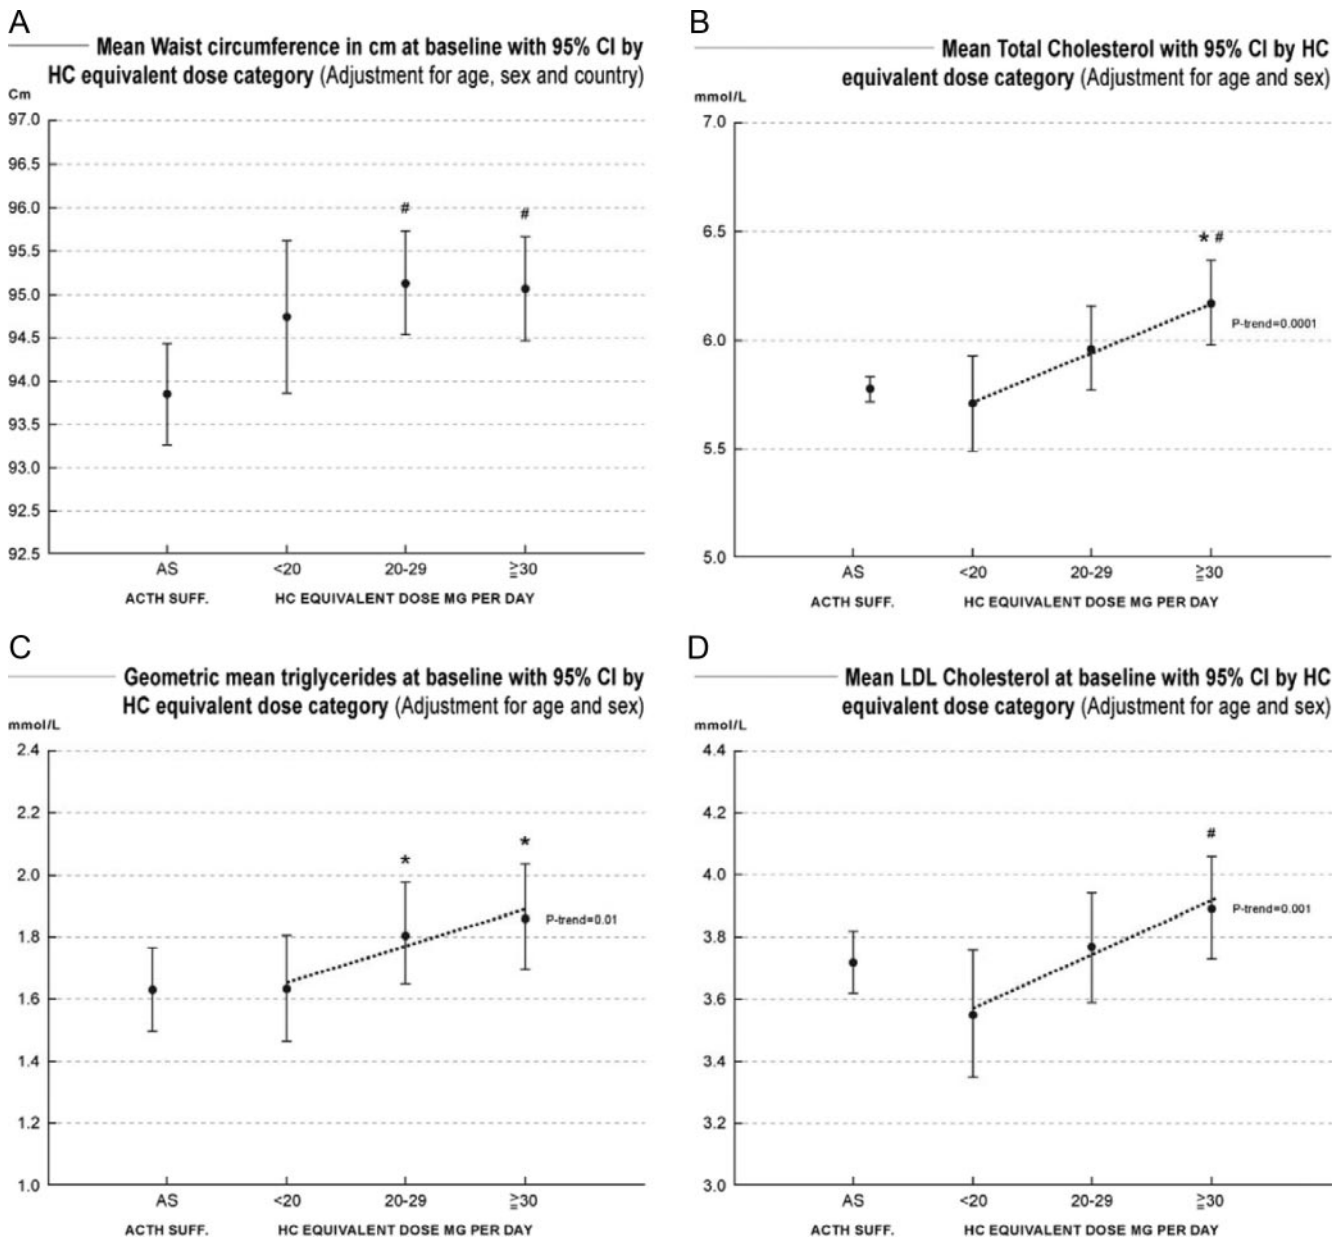 A
Mean Waist circumference in cm at baseline with 95% CI by
HC equivalent dose category (Adjustment for age, sex and country)
Cm
97.0
96.5
96.0
95.5
95.0
94.5
94.0
93.5
93.0
92.5
# #
AS <20 20-29 ≧30
ACTH SUFF. HC EQUIVALENT DOSE MG PER DAY
B
Mean Total Cholesterol with 95% CI by HC
equivalent dose category (Adjustment for age and sex)
mmol/L
7.0
6.5
6.0
5.5
5.0
* #
P-trend=0.0001
AS <20 20-29 ≧30
ACTH SUFF. HC EQUIVALENT DOSE MG PER DAY
C
Geometric mean triglycerides at baseline with 95% CI by
HC equivalent dose category (Adjustment for age and sex)
mmol/L
2.4
2.2
2.0
1.8
1.6
1.4
1.2
1.0
* *
P-trend=0.01
AS <20 20-29 ≧30
ACTH SUFF. HC EQUIVALENT DOSE MG PER DAY
D
Mean LDL Cholesterol at baseline with 95% CI by HC
equivalent dose category (Adjustment for age and sex)
mmol/L
4.4
4.2
4.0
3.8
3.6
3.4
3.2
3.0
#
P-trend=0.001
AS <20 20-29 ≧30
ACTH SUFF. HC EQUIVALENT DOSE MG PER DAY